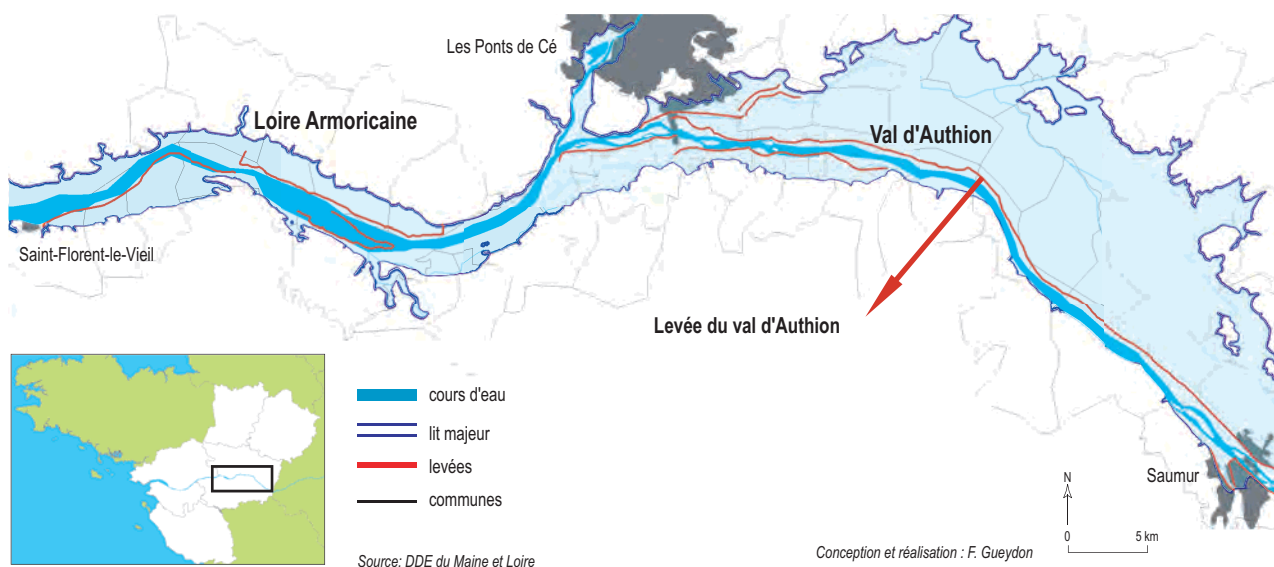 Les Ponts de Cé
Loire Armoricaine
Val d'Authion
Saint-Florent-le-Vieil
Levée du val d'Authion
cours d'eau
lit majeur
levées
communes
Saumur
N
0 5 km
Source: DDE du Maine et Loire
Conception et réalisation : F. Gueydon